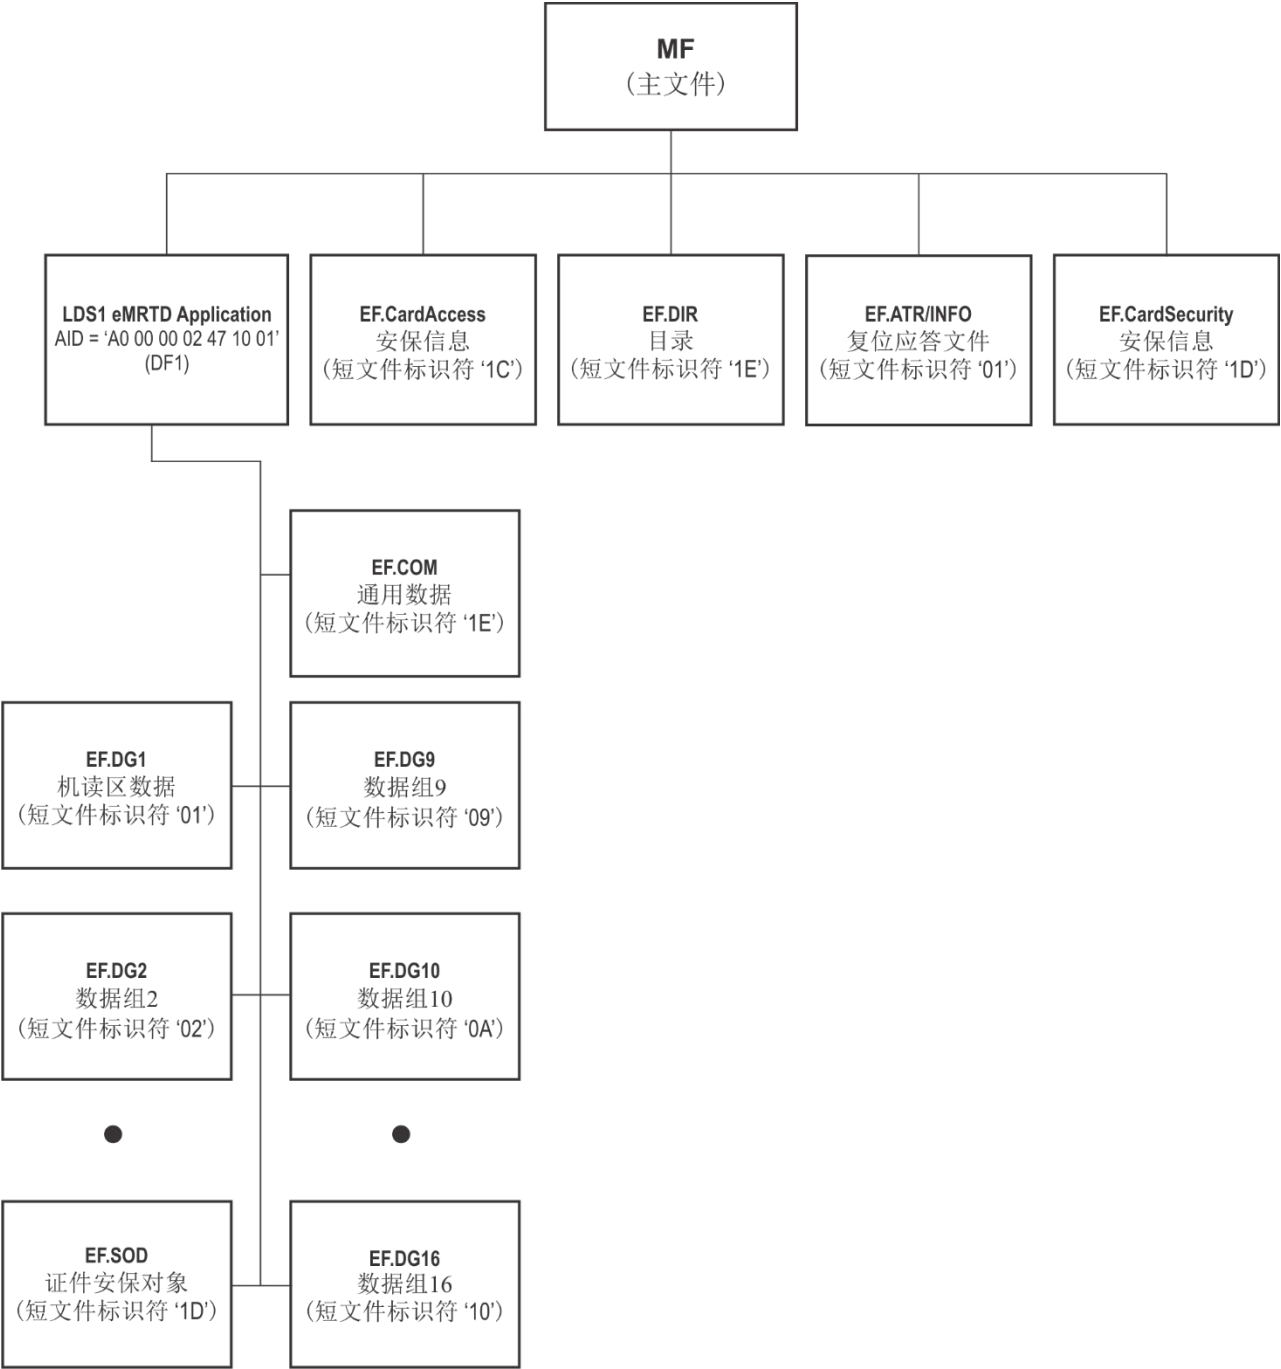 MF
（主文件）
LDS1 eMRTD Application
AID = ‘A0 00 00 02 47 10 01’
(DF1)
EF.CardAccess
安保信息
（短文件标识符 ‘1C’）
EF.DIR
目录
（短文件标识符 ‘1E’）
EF.ATR/INFO
复位应答文件
（短文件标识符 ‘01’）
EF.CardSecurity
安保信息
（短文件标识符 ‘1D’）
EF.COM
通用数据
（短文件标识符 ‘1E’）
EF.DG1
机读区数据
（短文件标识符 ‘01’）
EF.DG9
数据组9
（短文件标识符 ‘09’）
EF.DG2
数据组2
（短文件标识符 ‘02’）
EF.DG10
数据组10
（短文件标识符 ‘0A’）
EF.SOD
证件安保对象
（短文件标识符 ‘1D’）
EF.DG16
数据组16
（短文件标识符 ‘10’）